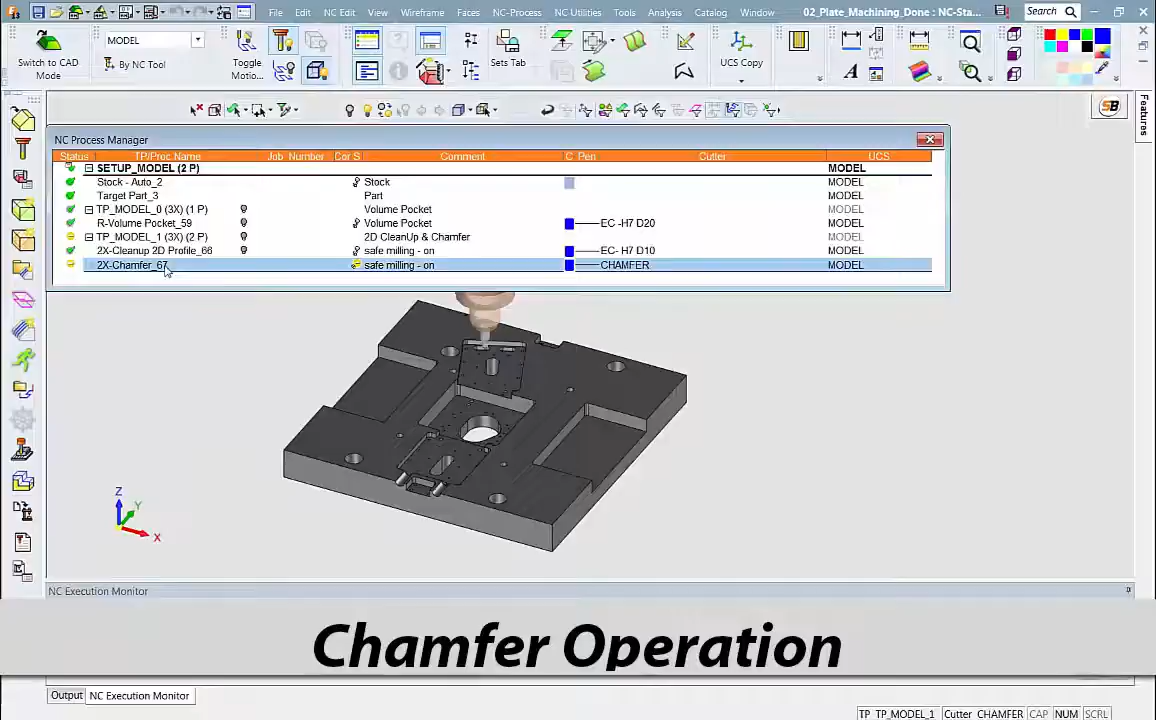 File Edit NC Edit View Wireframe Faces NC-Process NC Utilities Tools Analysis Catalog Window 02_Plate_Machining_Done : NC-Sta... Search
MODEL
By NC Tool
Switch to CAD
Mode
Toggle
Motion...
Sets Tab
UCS Copy
Features
NC Process Manager
Status TP/Proc.Name Job Number Cor S Comment C Pen Cutter UCS
SETUP_MODEL (2 P) MODEL
Stock - Auto_2 Stock MODEL
Target Part_3 Part MODEL
TP_MODEL_0 (3X) (1 P) Volume Pocket MODEL
R-Volume Pocket_59 Volume Pocket EC -H7 D20 MODEL
TP_MODEL_1 (3X) (2 P) 2D CleanUp & Chamfer MODEL
2X-Cleanup 2D Profile_66 safe milling - on EC- H7 D10 MODEL
2X-Chamfer_67 safe milling - on CHAMFER MODEL
Z
Y
X
NC Execution Monitor
Chamfer Operation
Output NC Execution Monitor
TP TP_MODEL_1 Cutter CHAMFER CAP NUM SCRL